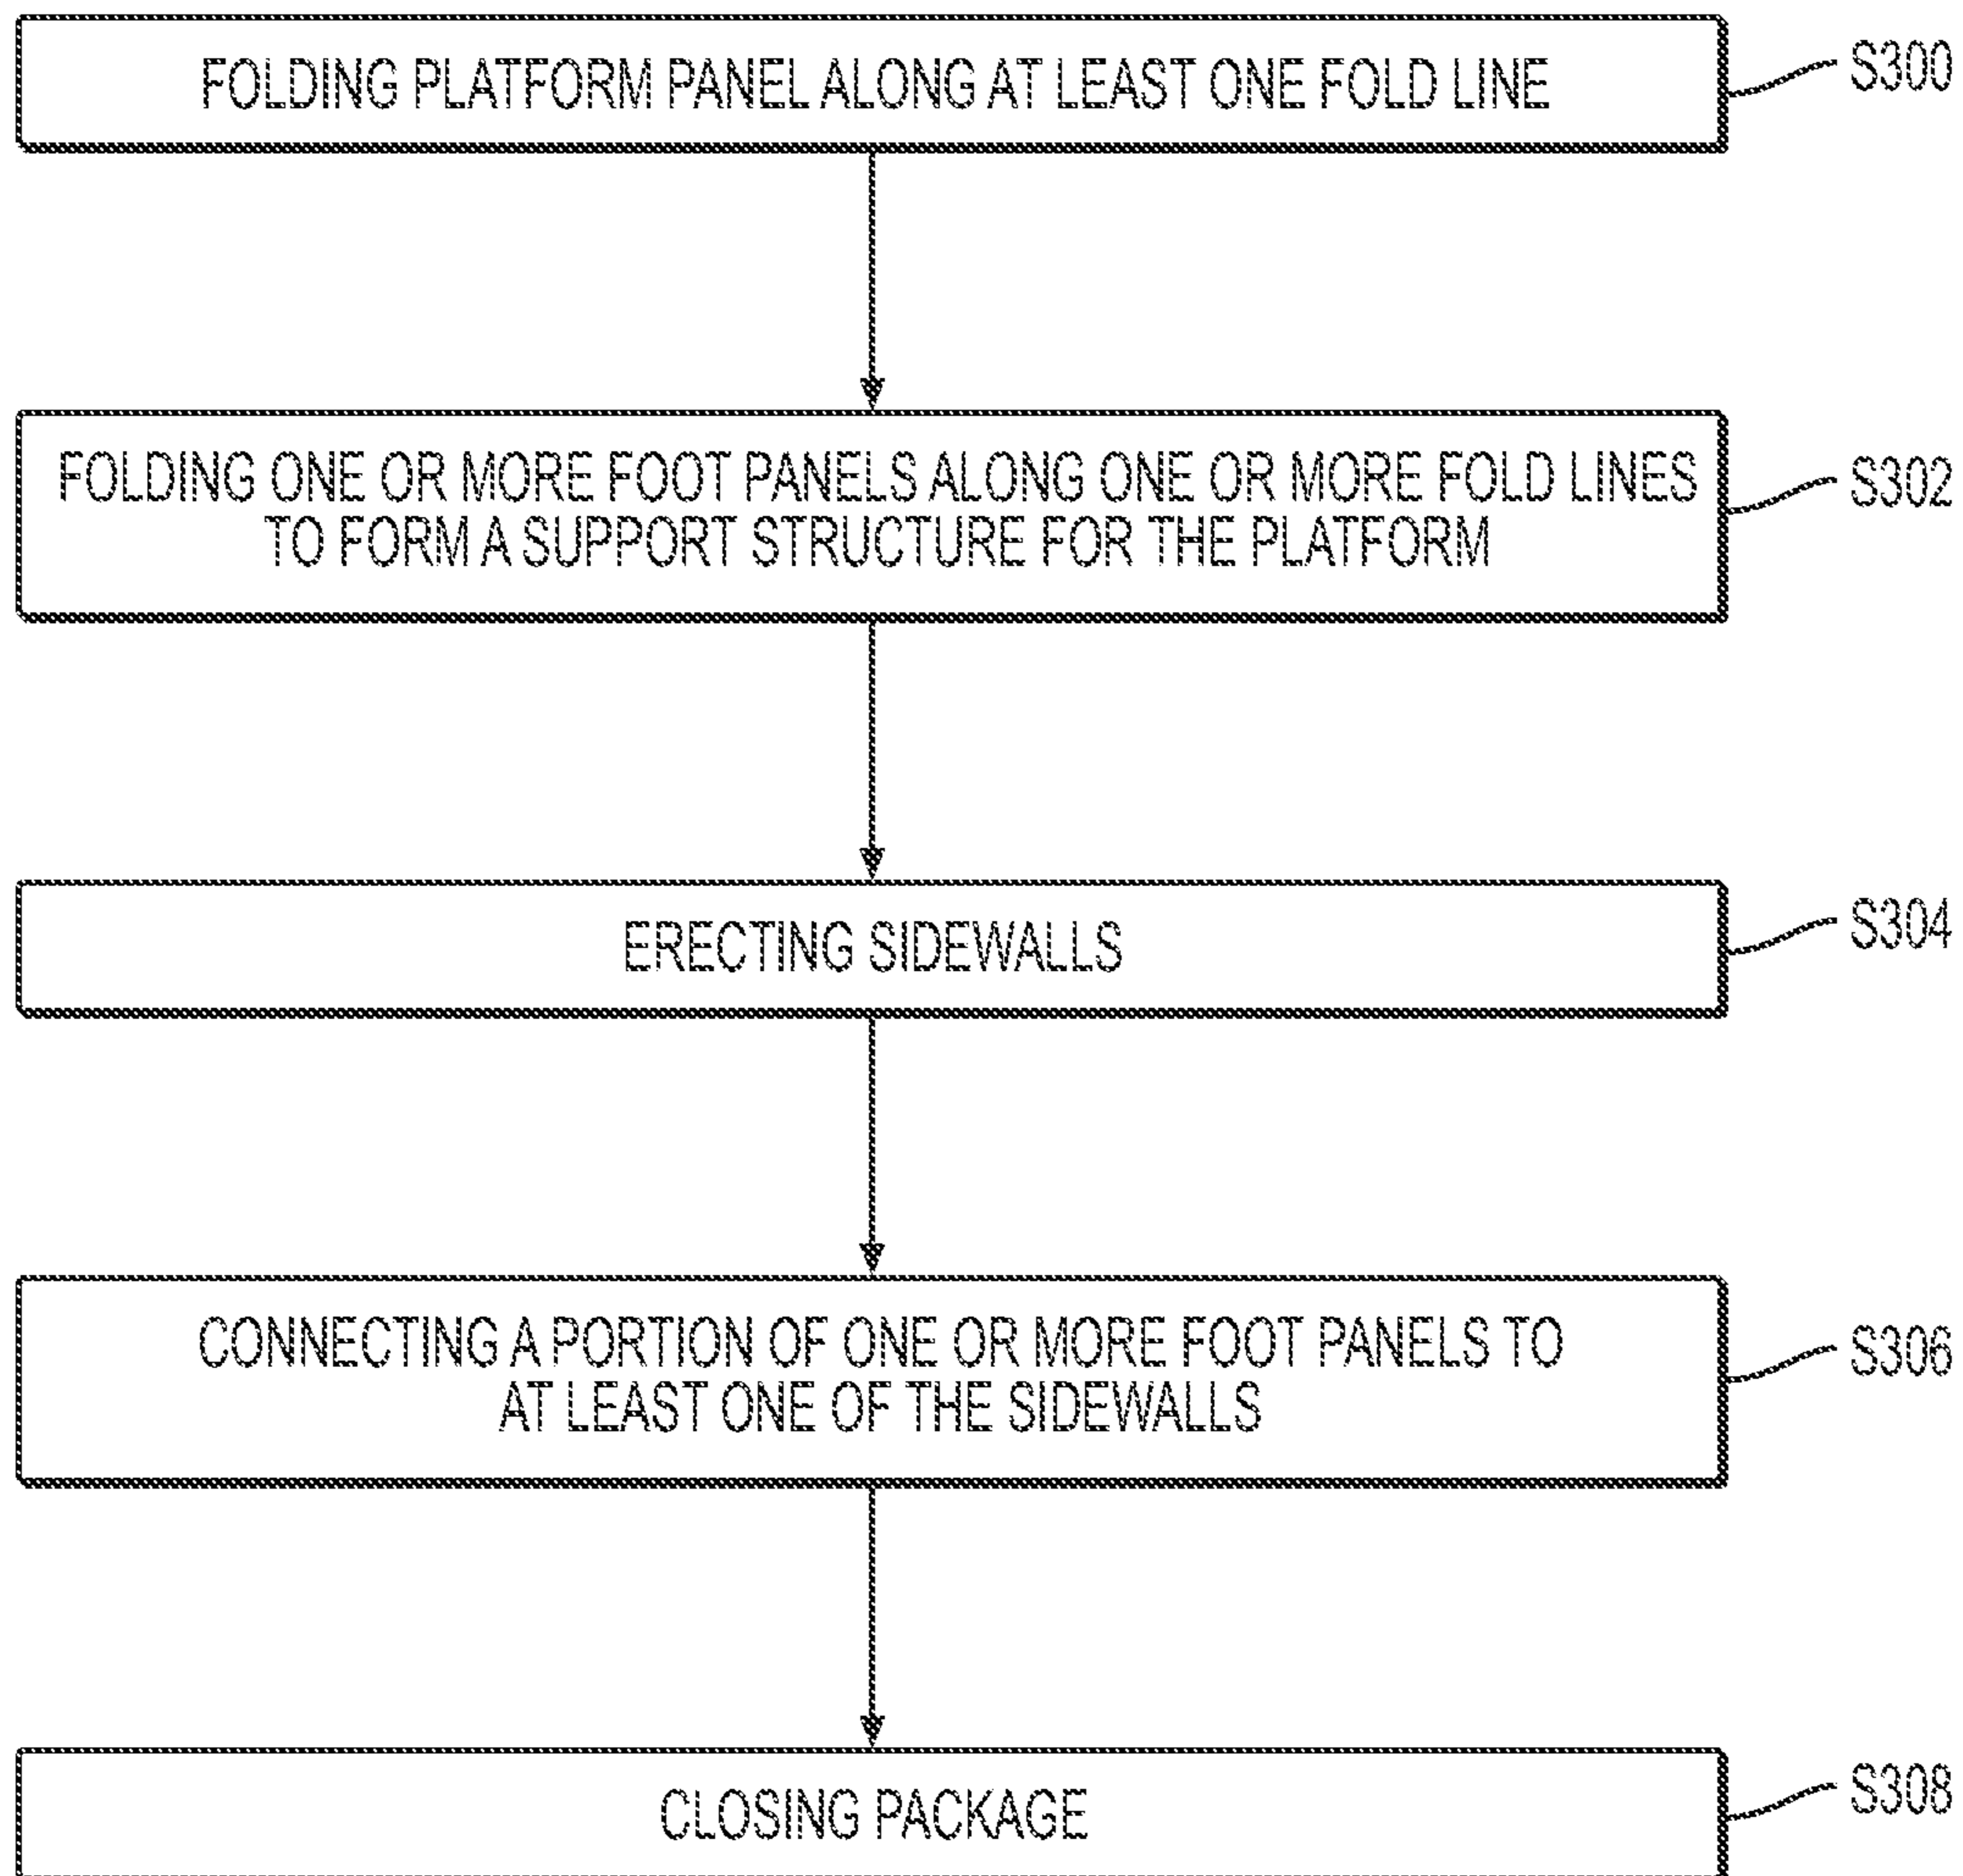 FOLDING PLATFORM PANEL ALONG AT LEAST ONE FOLD LINE
S300
FOLDING ONE OR MORE FOOT PANELS ALONG ONE OR MORE FOLD LINES
TO FORM A SUPPORT STRUCTURE FOR THE PLATFORM
S302
ERECTING SIDEWALLS
S304
CONNECTING A PORTION OF ONE OR MORE FOOT PANELS TO
AT LEAST ONE OF THE SIDEWALLS
S306
CLOSING PACKAGE
S308